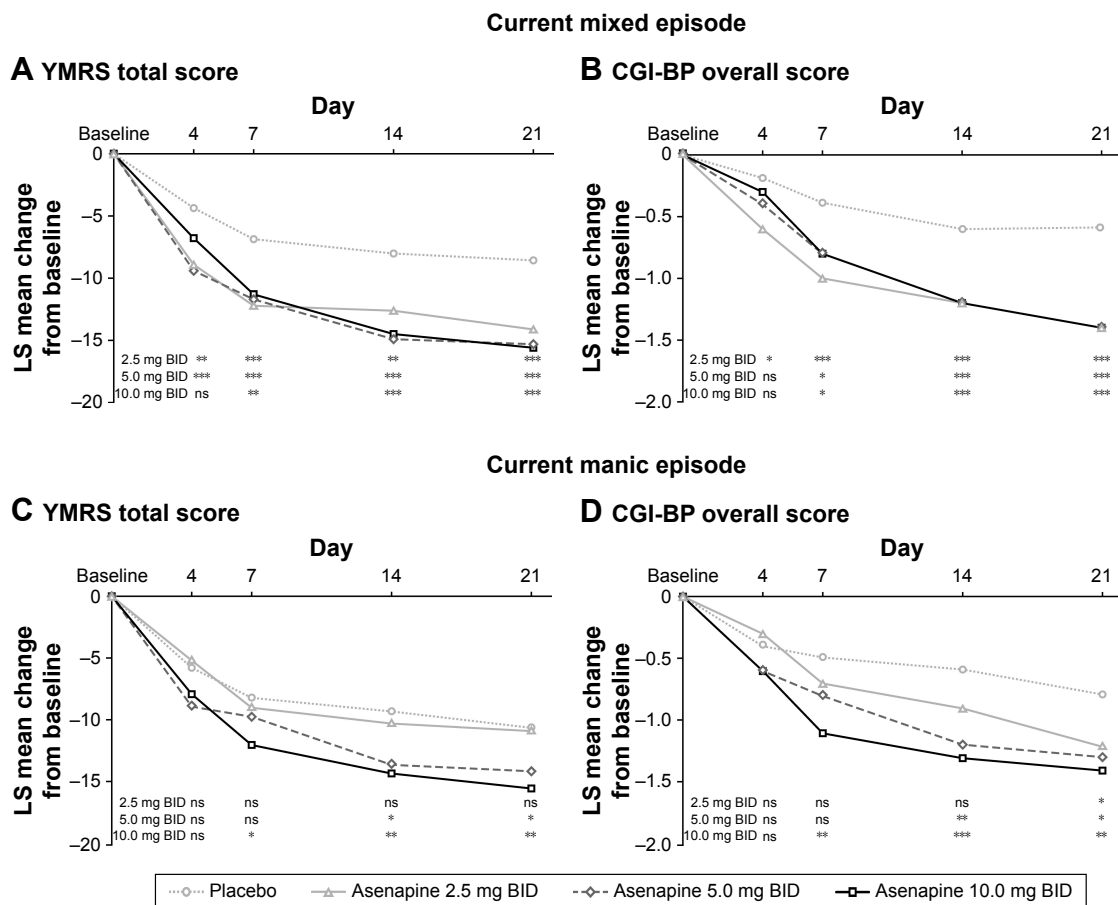 Current mixed episode
A YMRS total score
Day
Baseline 4 7 14 21
0
−5
−10
−15
−20
LS mean change
from baseline
2.5 mg BID ** *** ** ***
5.0 mg BID *** *** *** ***
10.0 mg BID ns ** *** ***
B CGI-BP overall score
Day
Baseline 4 7 14 21
0
−0.5
−1.0
−1.5
−2.0
LS mean change
from baseline
2.5 mg BID * *** *** ***
5.0 mg BID ns * *** ***
10.0 mg BID ns * *** ***
Current manic episode
C YMRS total score
Day
Baseline 4 7 14 21
0
−5
−10
−15
−20
LS mean change
from baseline
2.5 mg BID ns ns ns ns
5.0 mg BID ns ns * *
10.0 mg BID ns * ** **
D CGI-BP overall score
Day
Baseline 4 7 14 21
0
−0.5
−1.0
−1.5
−2.0
LS mean change
from baseline
2.5 mg BID ns ns ns *
5.0 mg BID ns ns ** *
10.0 mg BID ns ** *** **
Placebo Asenapine 2.5 mg BID Asenapine 5.0 mg BID Asenapine 10.0 mg BID